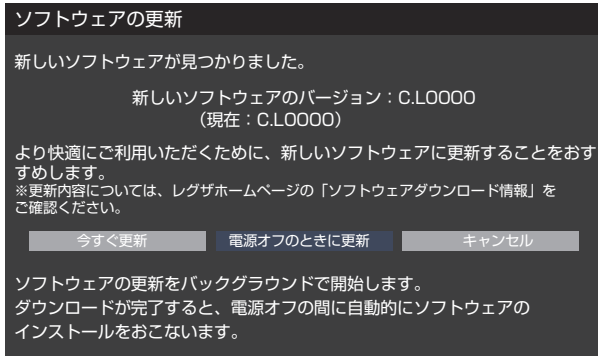 ソフトウェアの更新
新しいソフトウェアが見つかりました。
新しいソフトウェアのバージョン：C.L0000
（現在：C.L0000）
より快適にご利用いただくために、新しいソフトウェアに更新することをおす
すめします。
※更新内容については、レグザホームページの「ソフトウェアダウンロード情報」を
ご確認ください。
今すぐ更新 電源オフのときに更新 キャンセル
ソフトウェアの更新をバックグラウンドで開始します。
ダウンロードが完了すると、電源オフの間に自動的にソフトウェアの
インストールをおこないます。